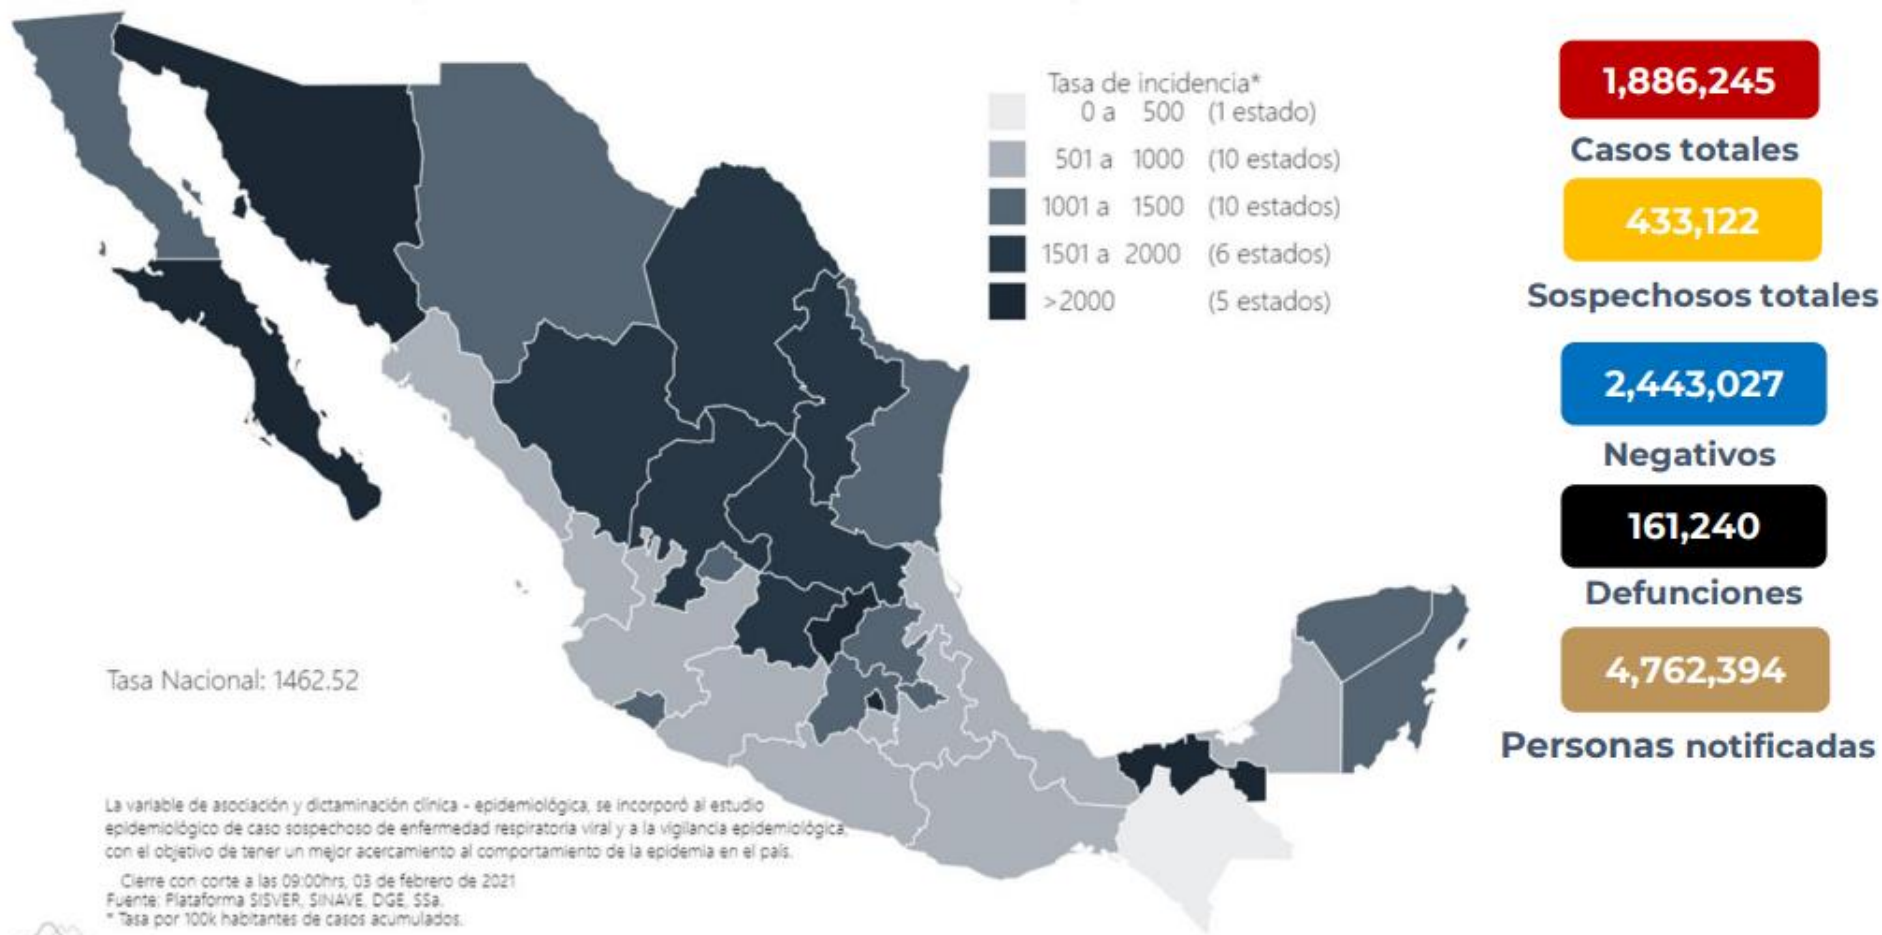 Tasa de incidencia*
0 a 500 (1 estado)
501 a 1000 (10 estados)
1001 a 1500 (10 estados)
1501 a 2000 (6 estados)
>2000 (5 estados)
Tasa Nacional: 1462.52
La variable de asociación y dictaminación clínica - epidemiológica, se incorporó al estudio
epidemiológico de caso sospechoso de enfermedad respiratoria viral y a la vigilancia epidemiológica,
con el objetivo de tener un mejor acercamiento al comportamiento de la epidemia en el país.
Cierre con corte a las 09:00hrs, 03 de febrero de 2021
Fuente: Plataforma SISVER, SINAVE, DGE, SSa.
* Tasa por 100k habitantes de casos acumulados.
1,886,245
Casos totales
433,122
Sospechosos totales
2,443,027
Negativos
161,240
Defunciones
4,762,394
Personas notificadas